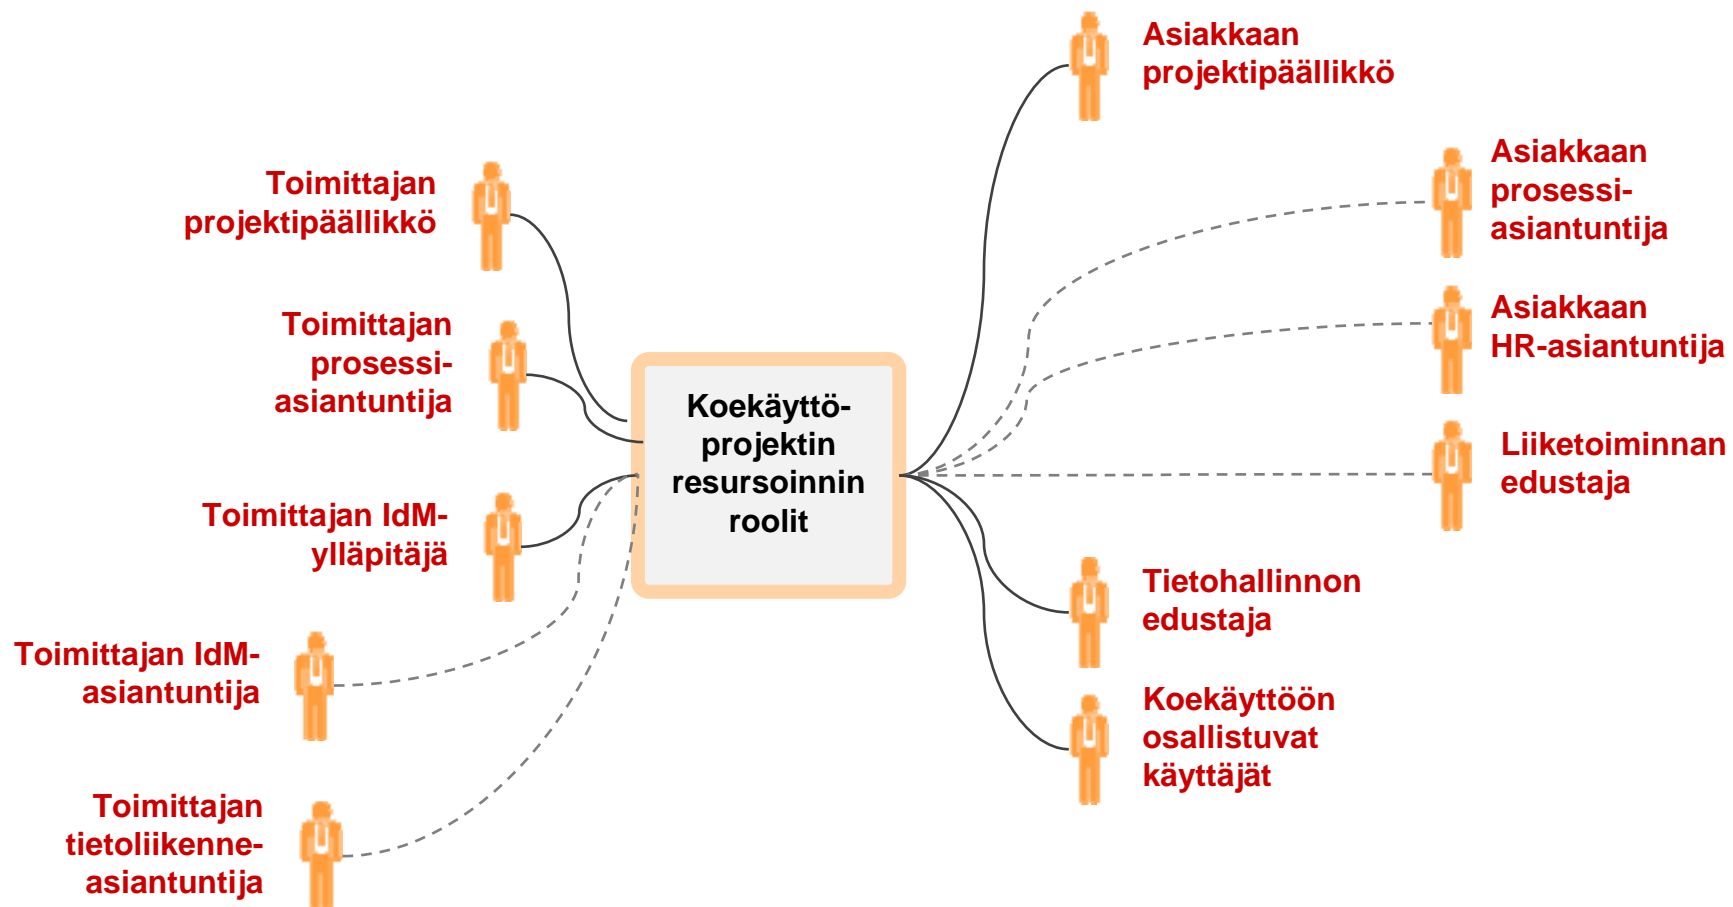 Asiakkaan
projektipäällikkö
Toimittajan
projektipäällikkö
Asiakkaan
prosessi-
asiantuntija
Toimittajan
prosessi-
asiantuntija
Asiakkaan
HR-asiantuntija
Koekäyttö-
projektin
resursoinnin
roolit
Liiketoiminnan
edustaja
Toimittajan IdM-
ylläpitäjä
Tietohallinnon
edustaja
Toimittajan IdM-
asiantuntija
Koekäyttöön
osallistuvat
käyttäjät
Toimittajan
tietoliikenne-
asiantuntija